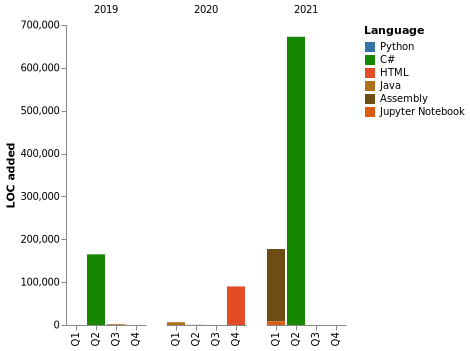 2019 2020 2021
Language
Python
C#
HTML
Java
Assembly
Jupyter Notebook
LOC added
700,000
600,000
500,000
400,000
300,000
200,000
100,000
0
Q1 Q2 Q3 Q4 Q1 Q2 Q3 Q4 Q1 Q2 Q3 Q4